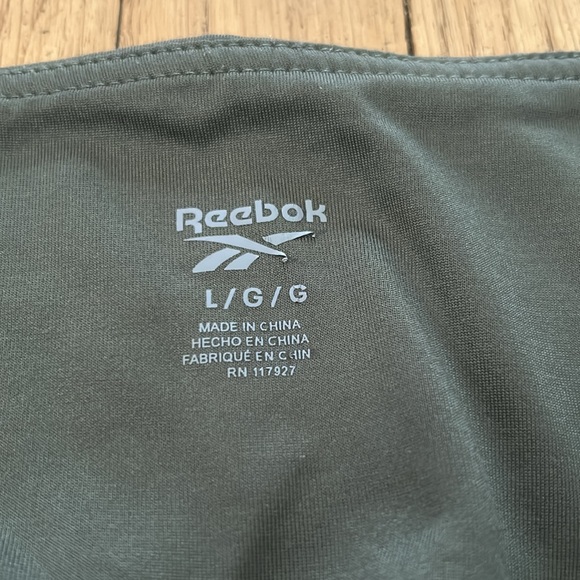 Reebok
L / G / G
MADE IN CHINA
HECHO EN CHINA
FABRIQUÉ EN CHIN
RN 117927